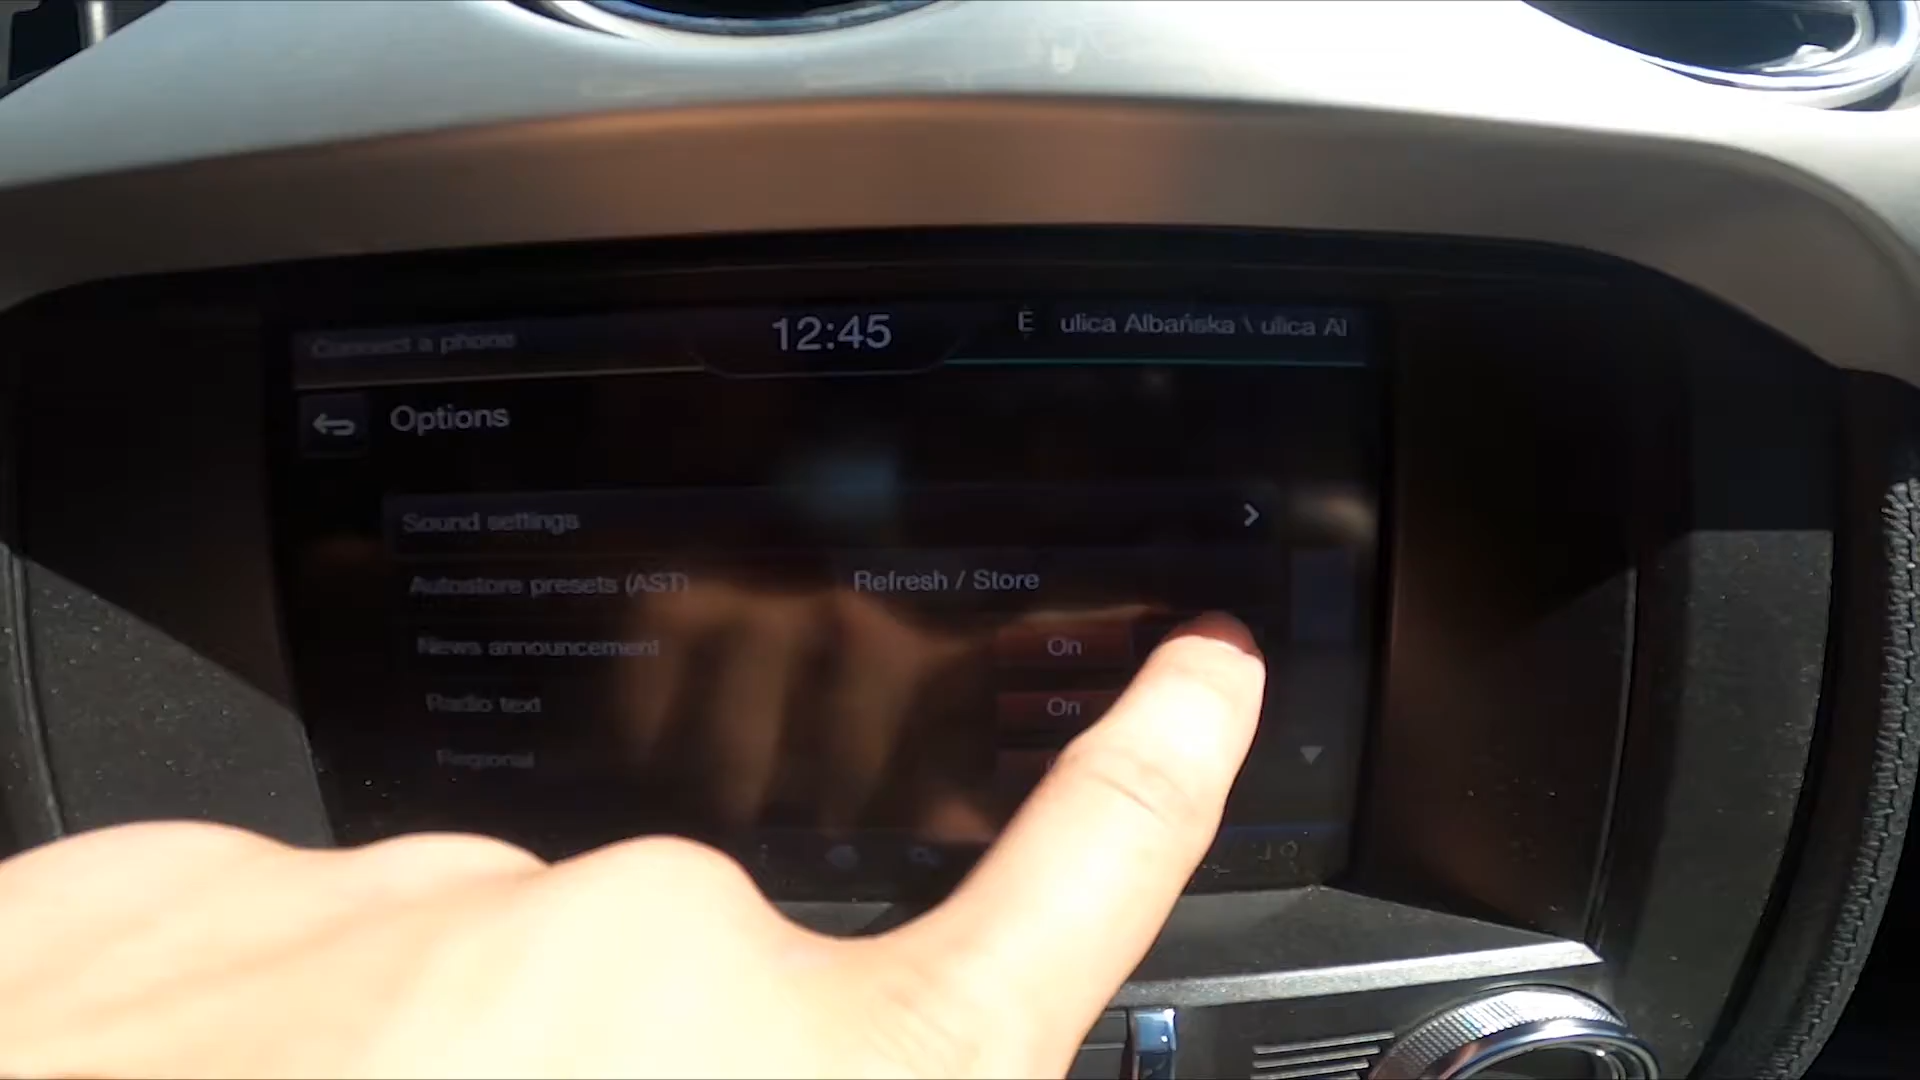 Connect a phone
12:45
E ulica Albańska \ ulica Al
Options
Sound settings
Autostore presets (AST) Refresh / Store
News announcement On
Radio text On
Regional